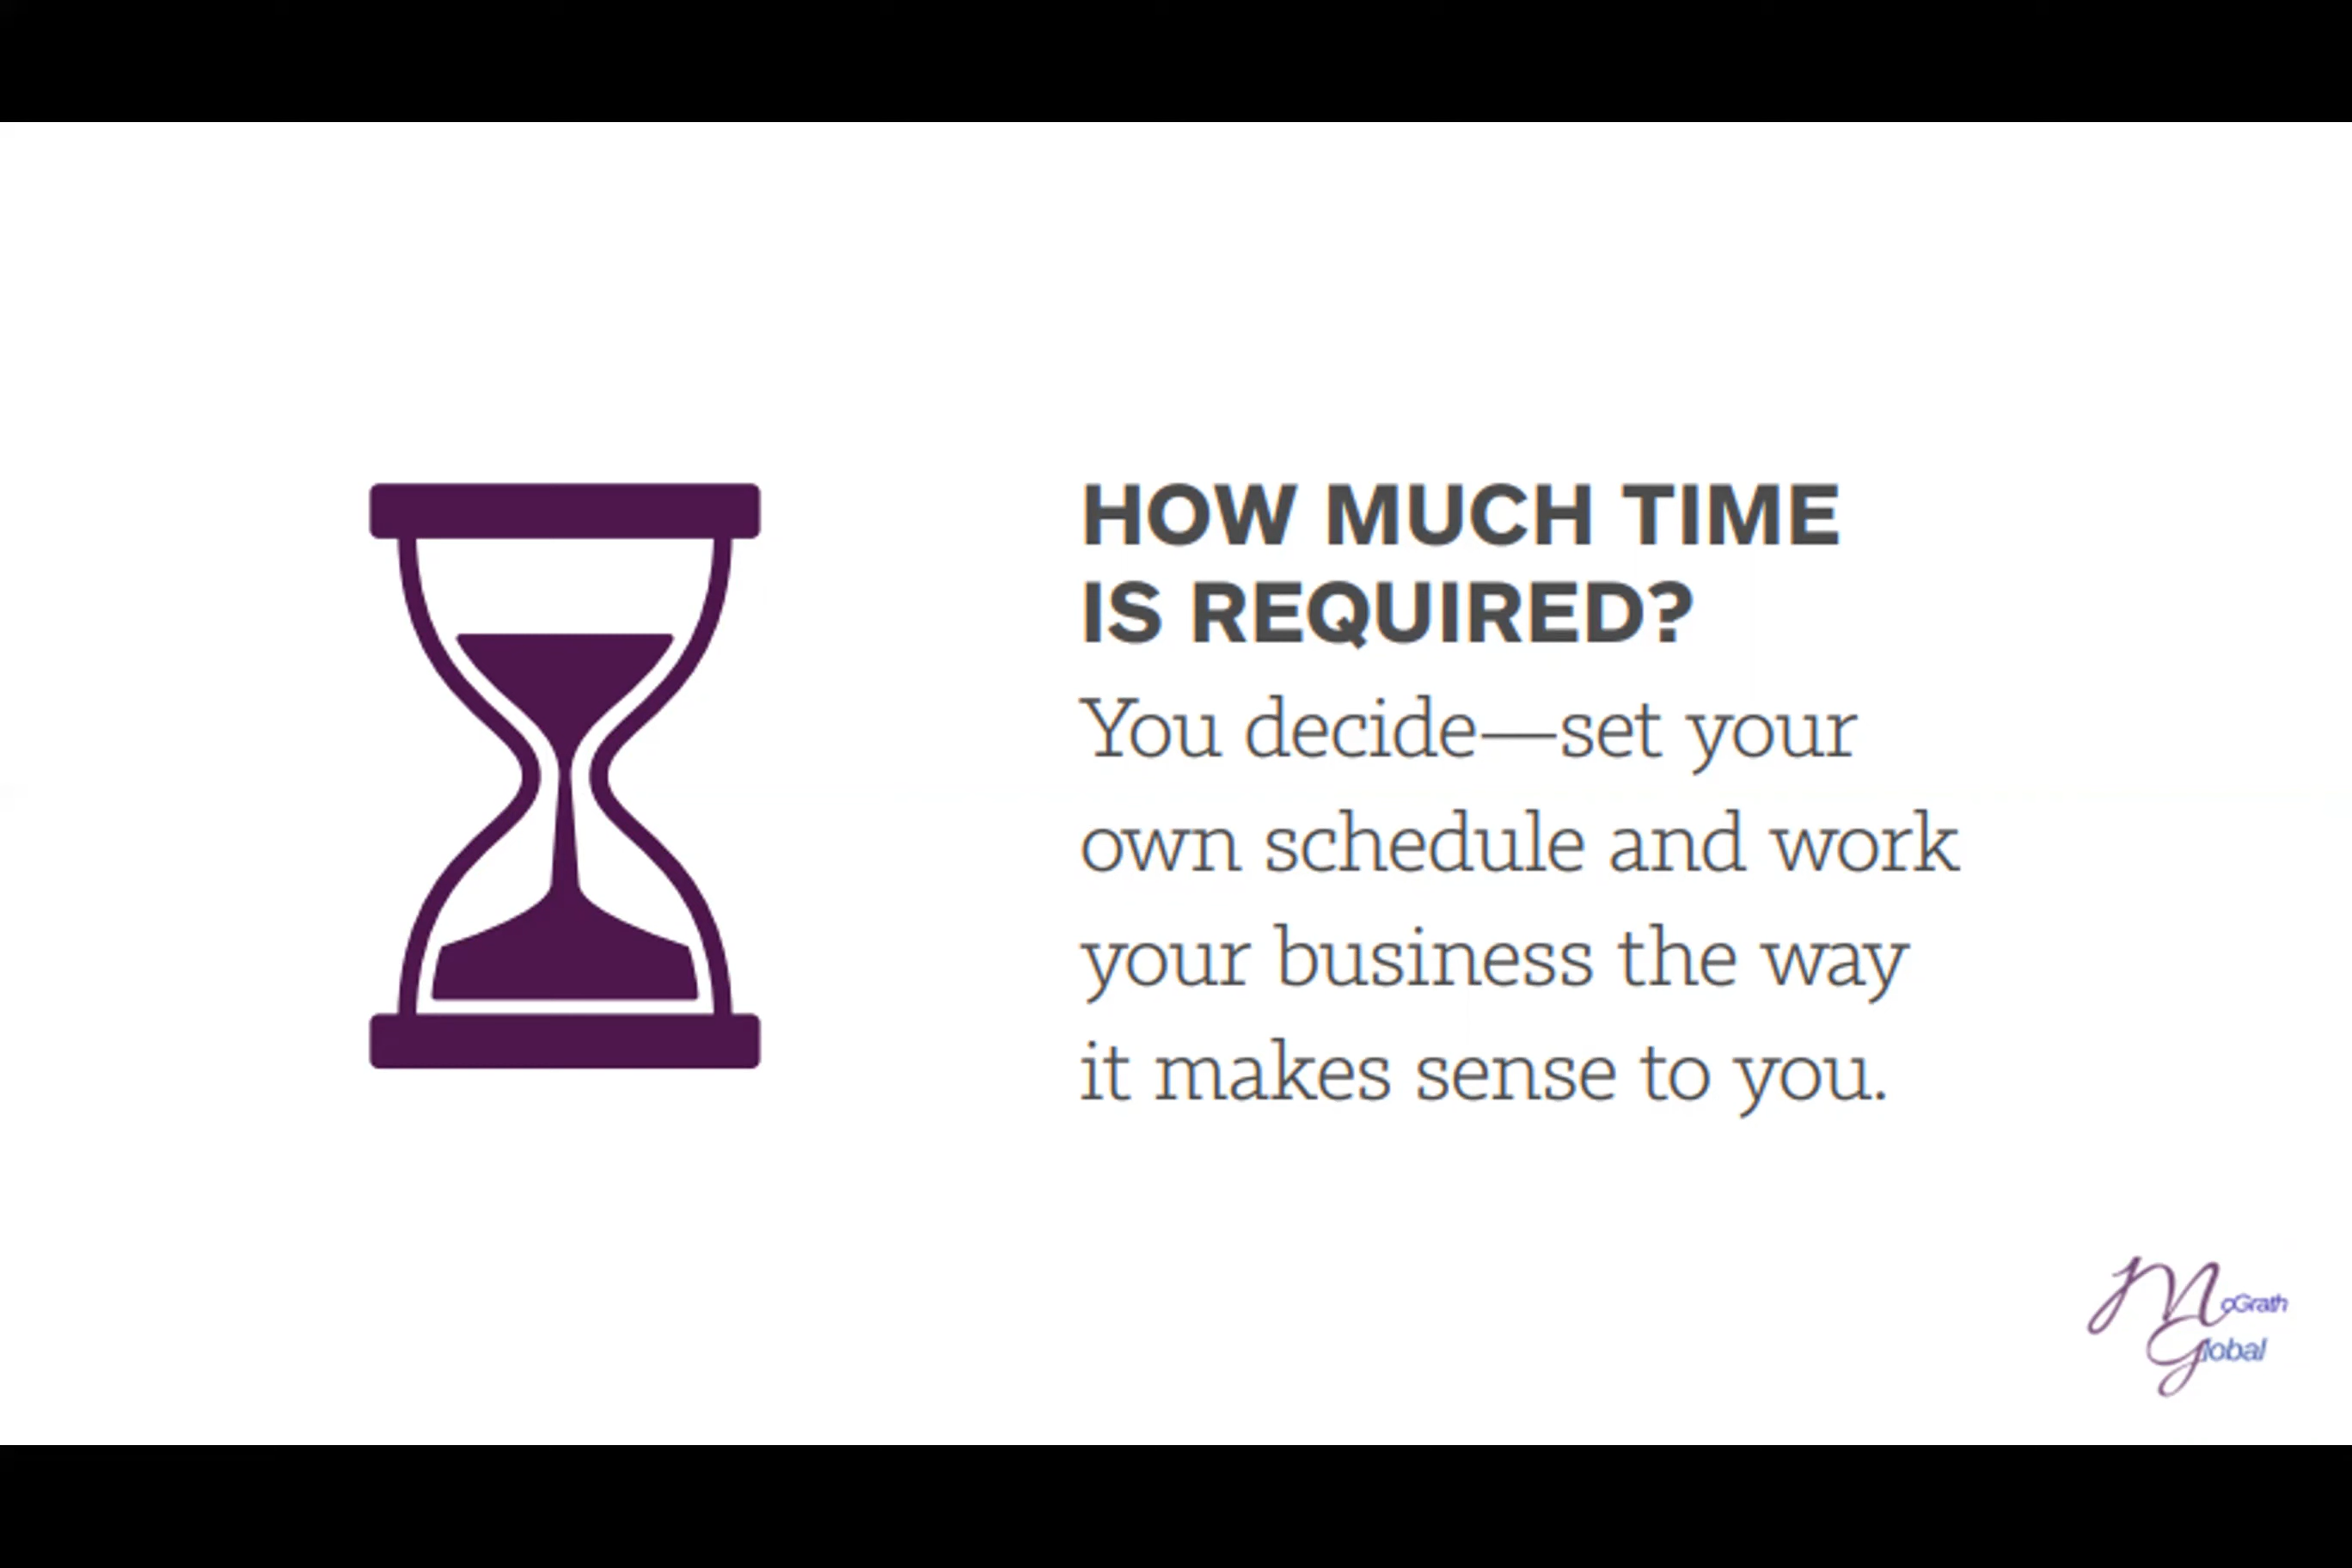 HOW MUCH TIME
IS REQUIRED?
You decide—set your
own schedule and work
your business the way
it makes sense to you.
McGrath
Global